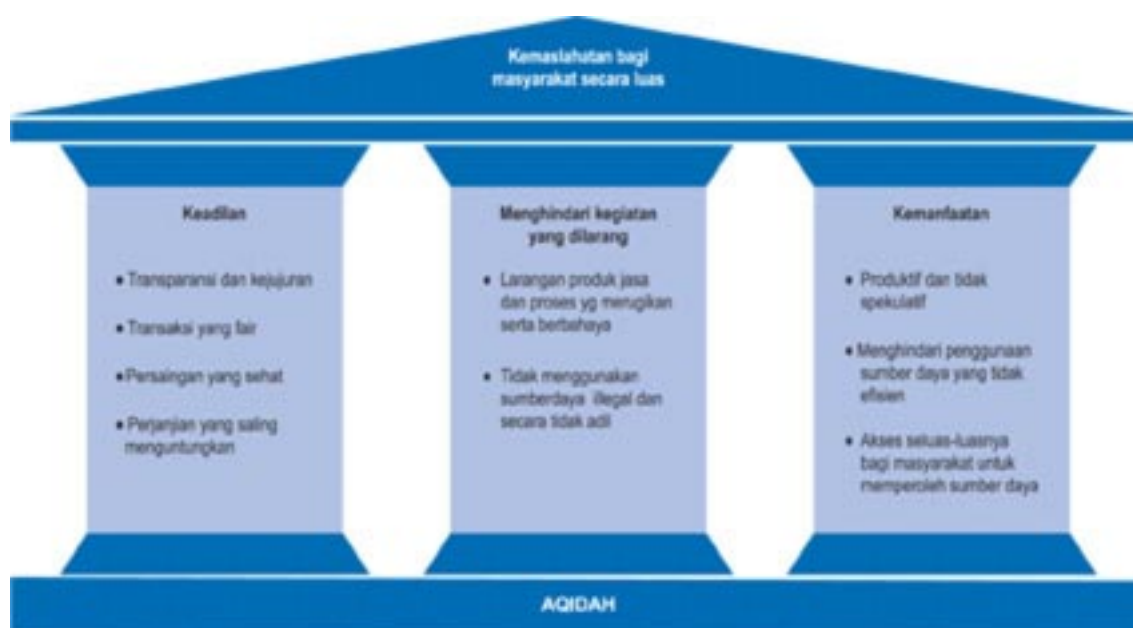 Kemaslahatan bagi
masyarakat secara luas
Keadilan
• Transparansi dan kejujuran
• Transaksi yang fair
• Persaingan yang sehat
• Perjanjian yang saling
menguntungkan
Menghindari kegiatan
yang dilarang
• Larangan produk jasa
dan proses yg merugikan
serta berbahaya
• Tidak menggunakan
sumberdaya illegal dan
secara tidak adil
Kemanfaatan
• Produktif dan tidak
spekulatif
• Menghindari penggunaan
sumber daya yang tidak
efisien
• Akses seluas-luasnya
bagi masyarakat untuk
memperoleh sumber daya
AQIDAH